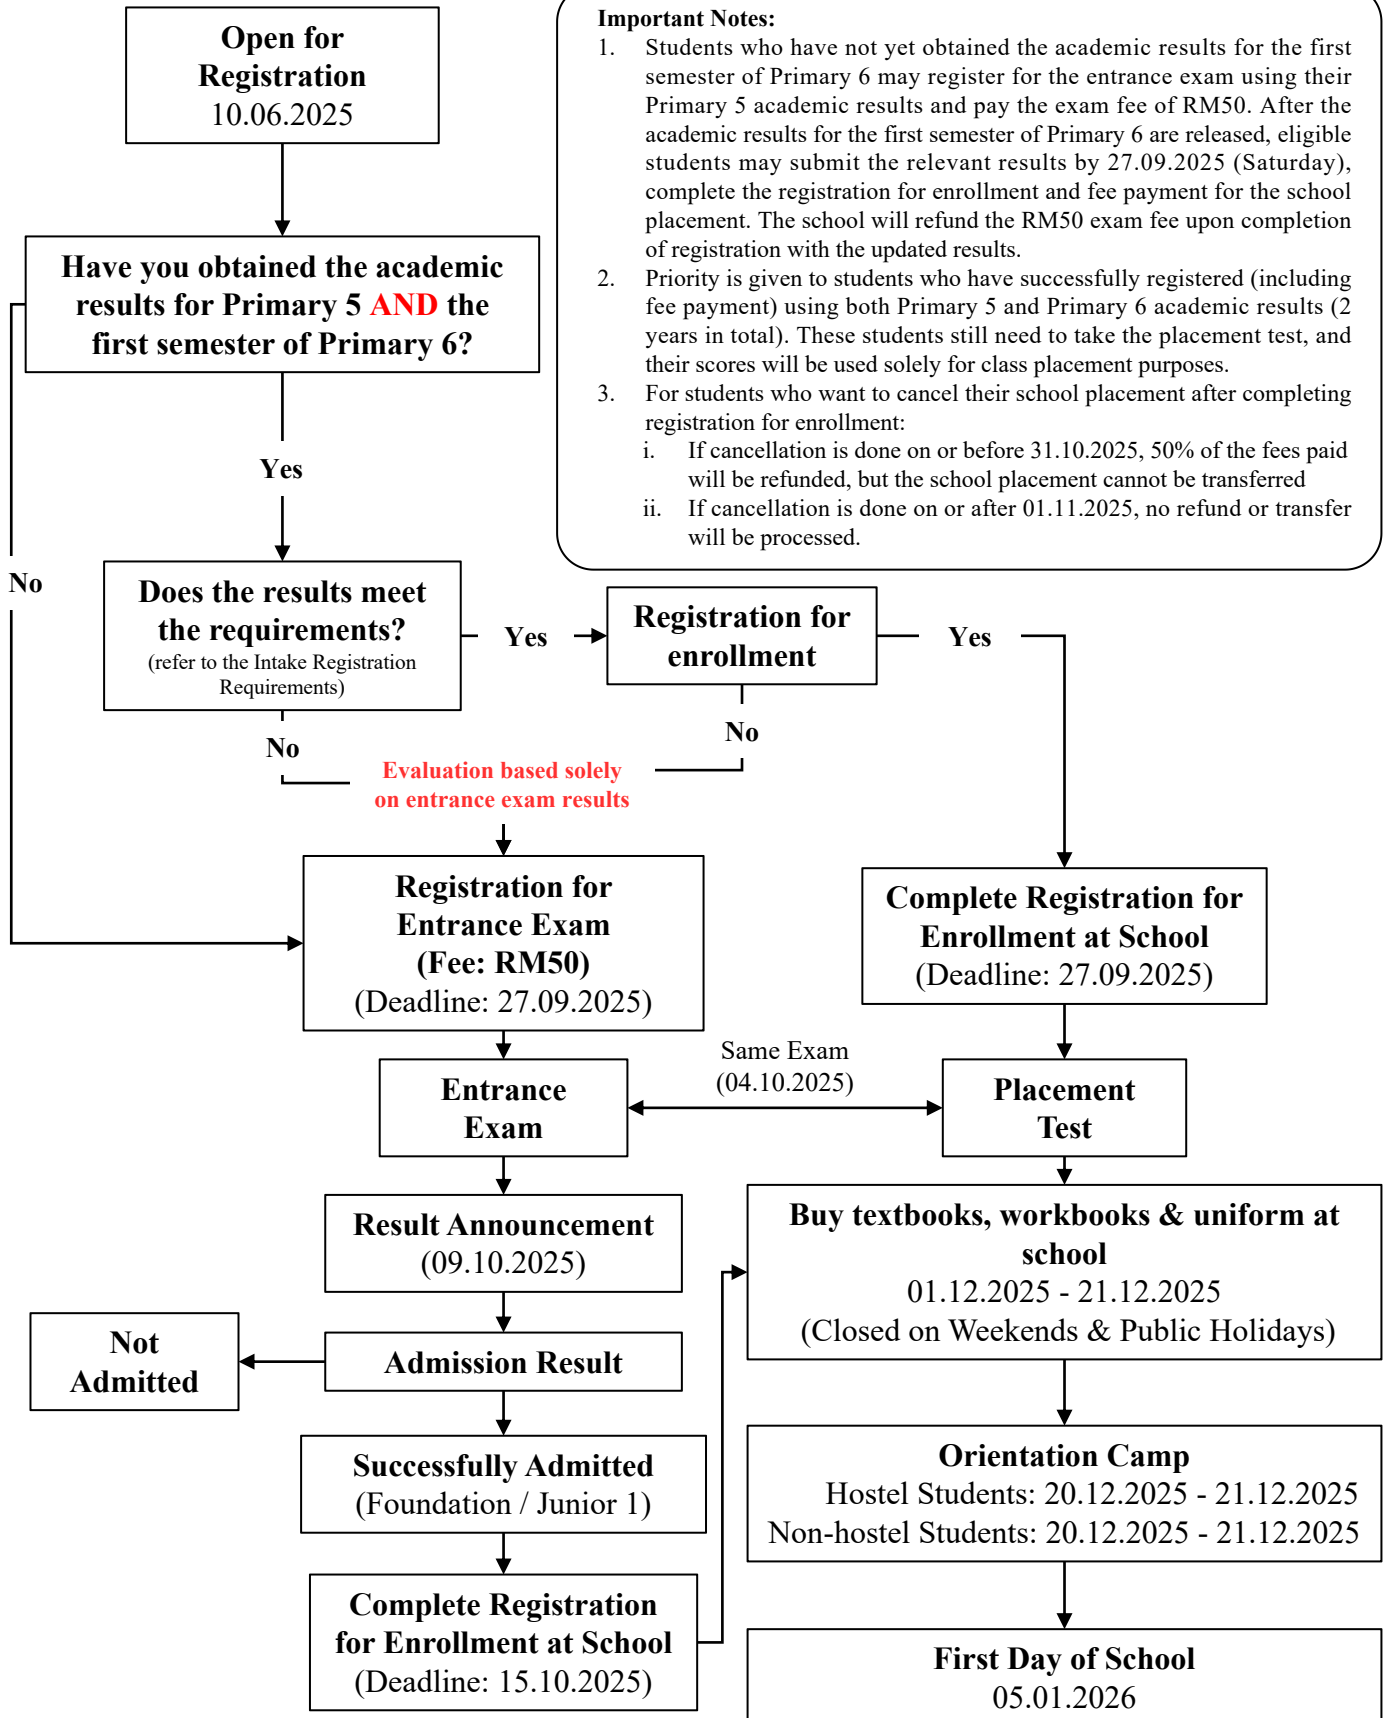 Open for
Registration
10.06.2025
Important Notes:
1. Students who have not yet obtained the academic results for the first
semester of Primary 6 may register for the entrance exam using their
Primary 5 academic results and pay the exam fee of RM50. After the
academic results for the first semester of Primary 6 are released, eligible
students may submit the relevant results by 27.09.2025 (Saturday),
complete the registration for enrollment and fee payment for the school
placement. The school will refund the RM50 exam fee upon completion
of registration with the updated results.
2. Priority is given to students who have successfully registered (including
fee payment) using both Primary 5 and Primary 6 academic results (2
years in total). These students still need to take the placement test, and
their scores will be used solely for class placement purposes.
3. For students who want to cancel their school placement after completing
registration for enrollment:
i. If cancellation is done on or before 31.10.2025, 50% of the fees paid
will be refunded, but the school placement cannot be transferred
ii. If cancellation is done on or after 01.11.2025, no refund or transfer
will be processed.
Have you obtained the academic
results for Primary 5 AND the
first semester of Primary 6?
Yes
No
Does the results meet
the requirements?
(refer to the Intake Registration
Requirements)
Yes
Registration for
enrollment
Yes
No
No
Evaluation based solely
on entrance exam results
Registration for
Entrance Exam
(Fee: RM50)
(Deadline: 27.09.2025)
Complete Registration for
Enrollment at School
(Deadline: 27.09.2025)
Entrance
Exam
Same Exam
(04.10.2025)
Placement
Test
Result Announcement
(09.10.2025)
Buy textbooks, workbooks & uniform at
school
01.12.2025 - 21.12.2025
(Closed on Weekends & Public Holidays)
Not
Admitted
Admission Result
Successfully Admitted
(Foundation / Junior 1)
Orientation Camp
Hostel Students: 20.12.2025 - 21.12.2025
Non-hostel Students: 20.12.2025 - 21.12.2025
Complete Registration
for Enrollment at School
(Deadline: 15.10.2025)
First Day of School
05.01.2026